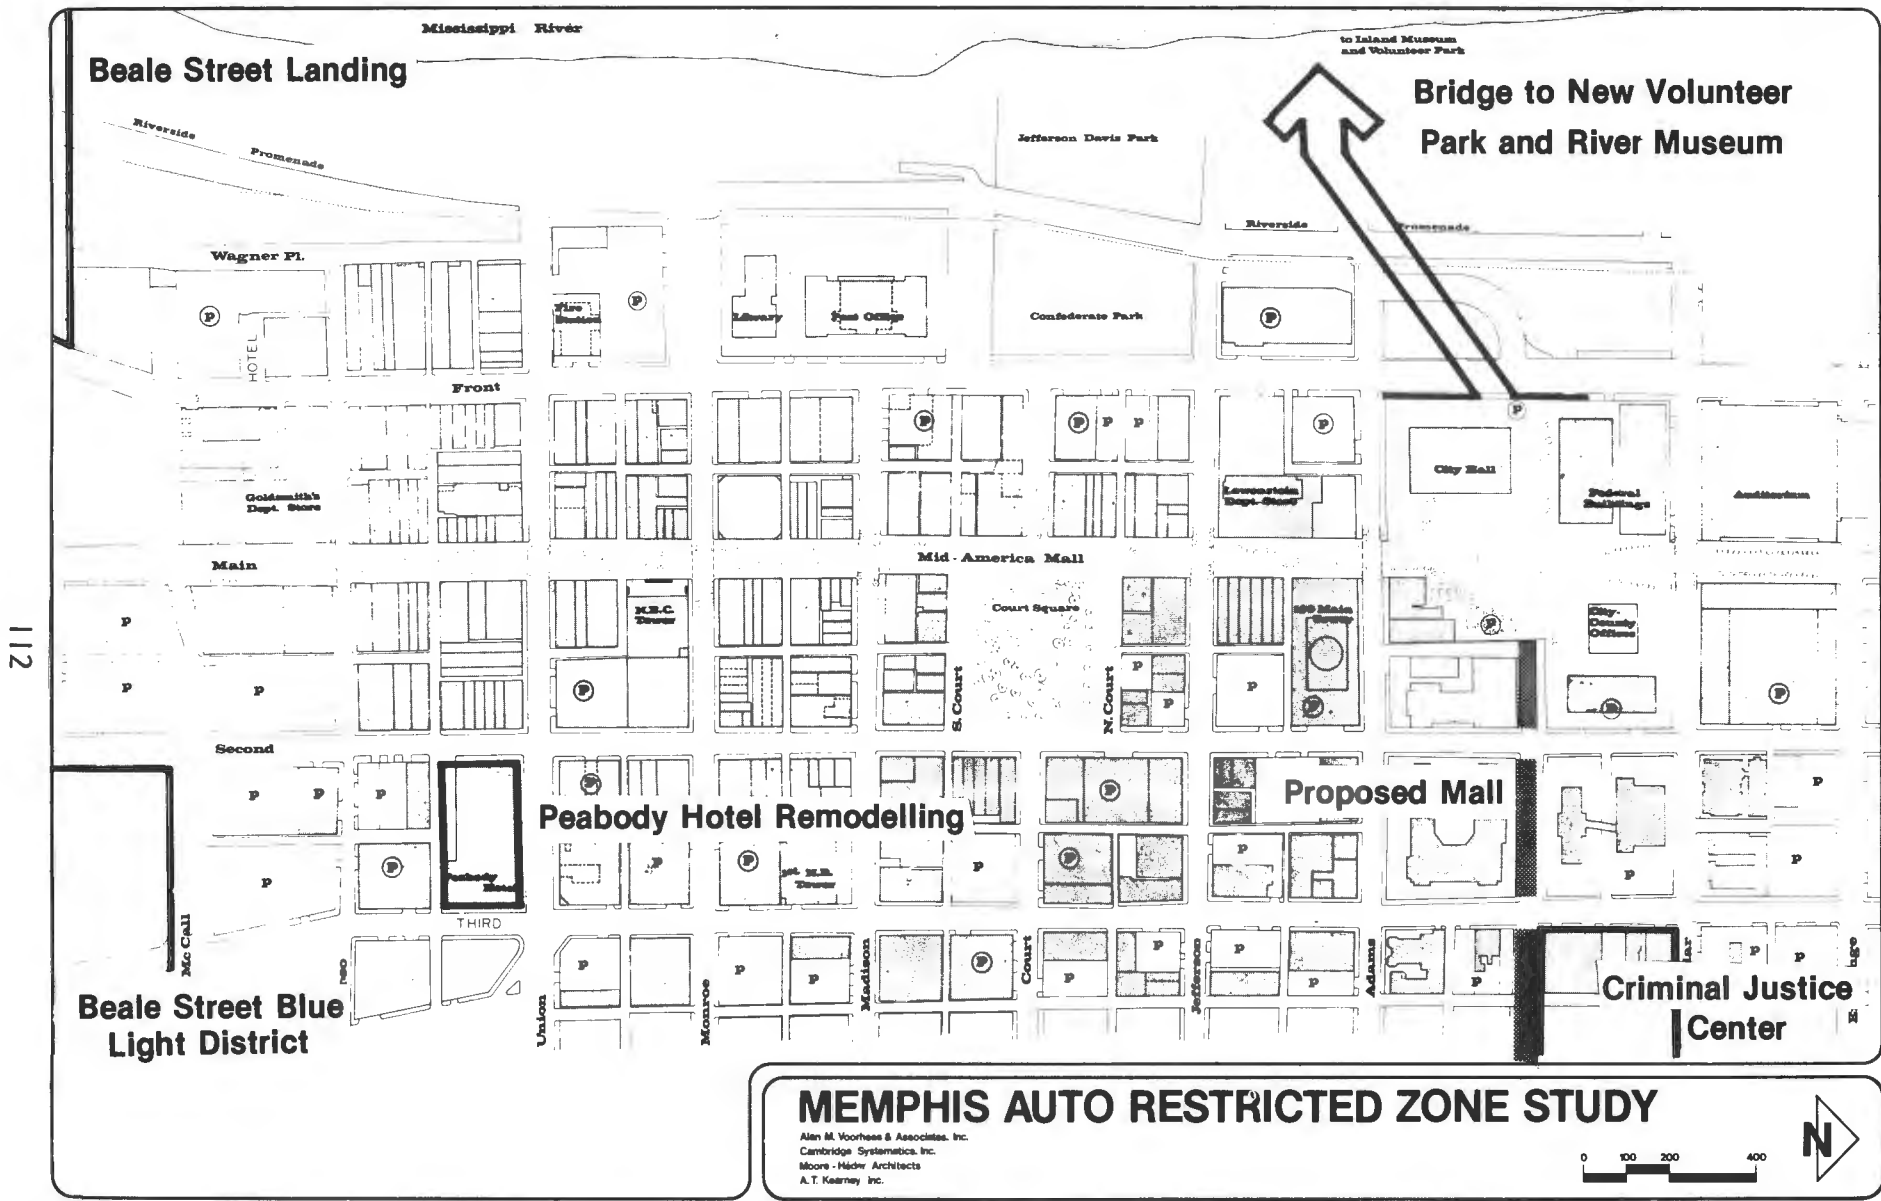 Mississippi River
to Island Museum
and Volunteer Park
Beale Street Landing
Bridge to New Volunteer
Park and River Museum
Riverside
Promenade
Jefferson Davis Park
Riverside
Promenade
Wagner Pl.
P
HOTEL
Fire
Station
P
Library
Post Office
Confederate Park
P
Front
P
P
P
P
P
P
Goldsmith's
Dept. Store
Lowenstein
Dept. Store
City Hall
Federal
Buildings
Auditorium
Main
Mid-America Mall
P
N.B.C.
Tower
Court Square
100 Main
Tower
P
City-
County
Offices
P
P
P
S. Court
P
N. Court
P
P
P
P
P
Second
P
P
P
P
P
Proposed Mall
P
Peabody Hotel Remodelling
P
P
Peabody
Hotel
P
P
1st N.B.
Tower
P
P
P
P
P
THIRD
Mc Call
Union
P
Monroe
P
P
Madison
P
Court
P
P
Jefferson
P
P
Adams
P
P
P
Beale Street Blue
Light District
Criminal Justice
Center
112
MEMPHIS AUTO RESTRICTED ZONE STUDY
Alan M. Voorhees & Associates, Inc.
Cambridge Systematics, Inc.
Moore-Heder Architects
A.T. Kearney Inc.
0 100 200 400
N